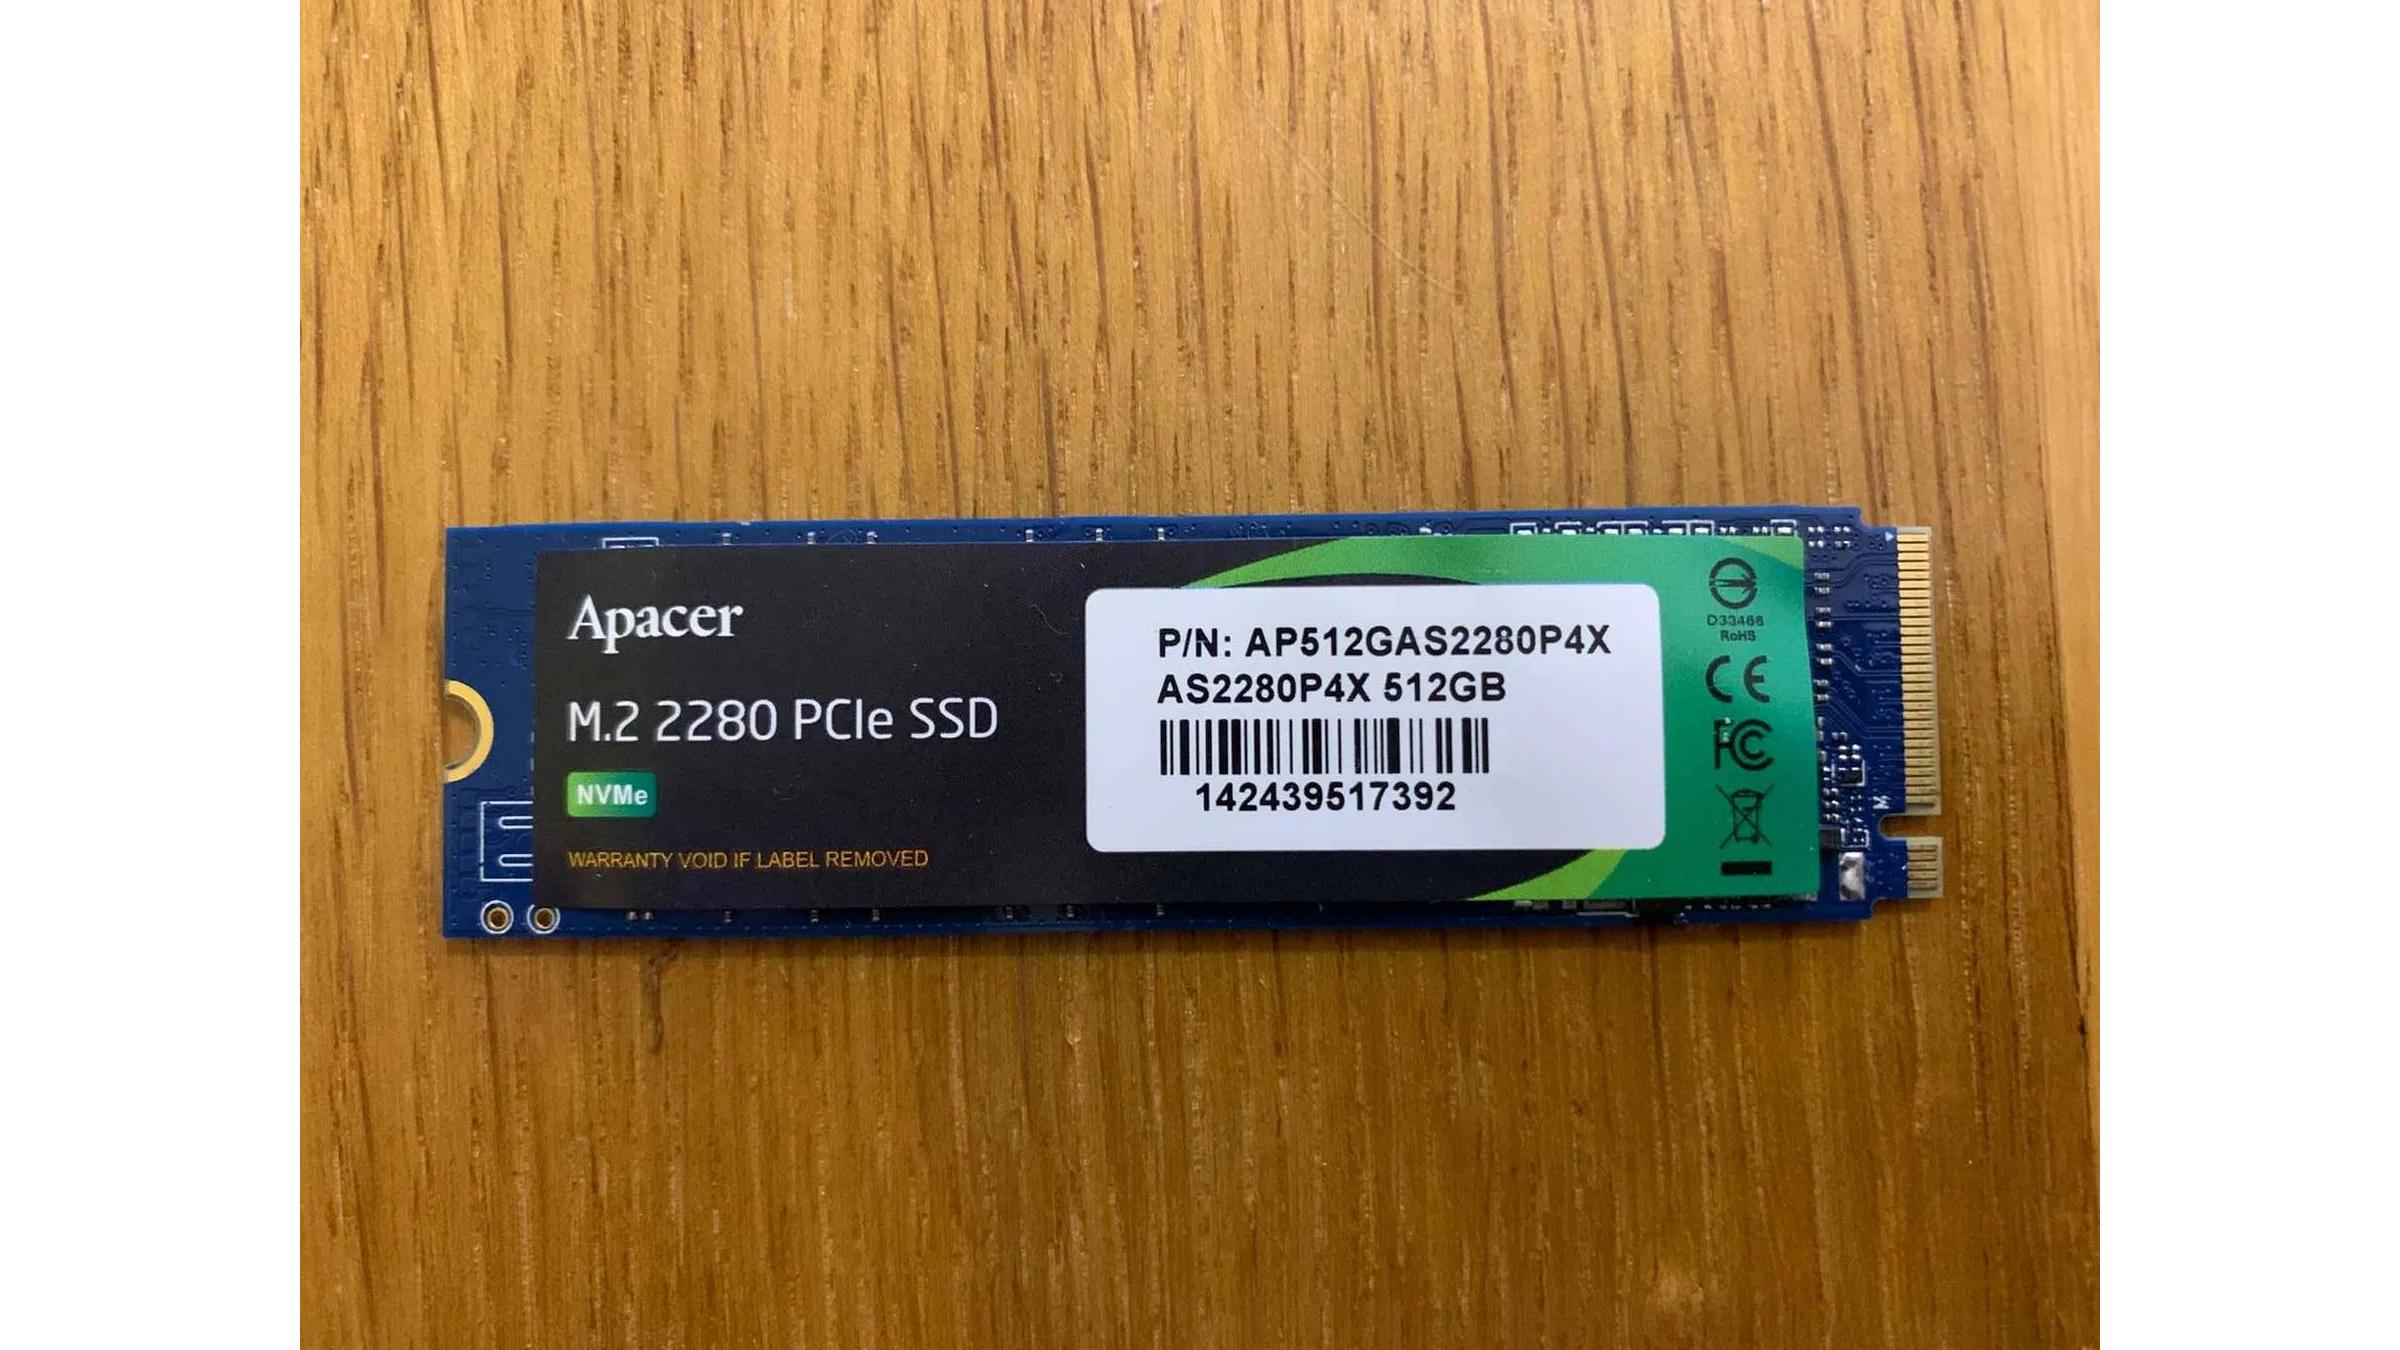 Apacer
M.2 2280 PCIe SSD
NVMe
WARRANTY VOID IF LABEL REMOVED
P/N: AP512GAS2280P4X
AS2280P4X 512GB
142439517392
D33466
RoHS
CE
FC
M